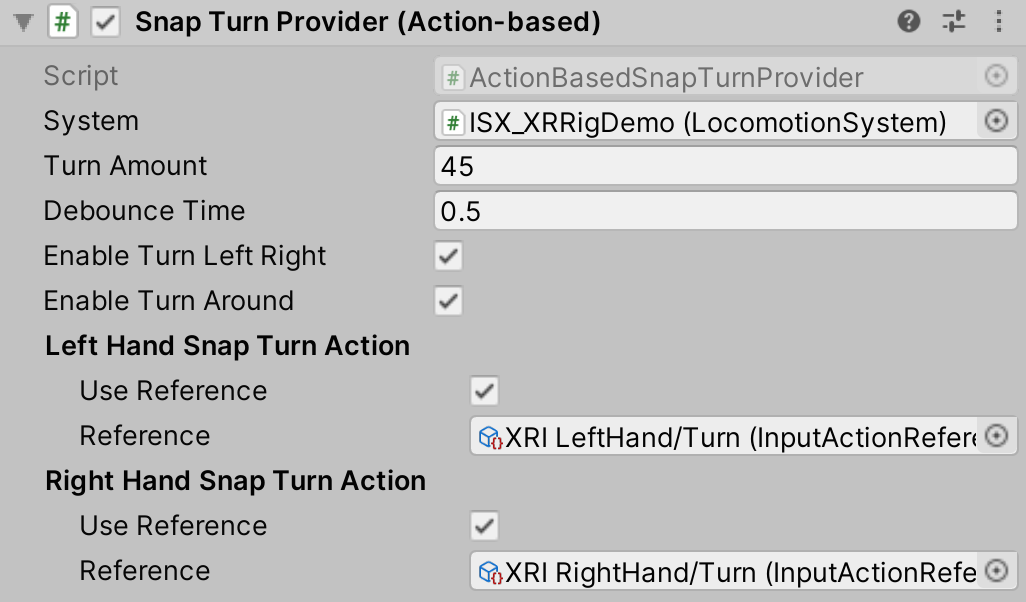 Snap Turn Provider (Action-based)
Script # ActionBasedSnapTurnProvider
System # ISX_XRRigDemo (LocomotionSystem)
Turn Amount 45
Debounce Time 0.5
Enable Turn Left Right
Enable Turn Around
Left Hand Snap Turn Action
Use Reference
Reference XRI LeftHand/Turn (InputActionRefere
Right Hand Snap Turn Action
Use Reference
Reference XRI RightHand/Turn (InputActionRefe